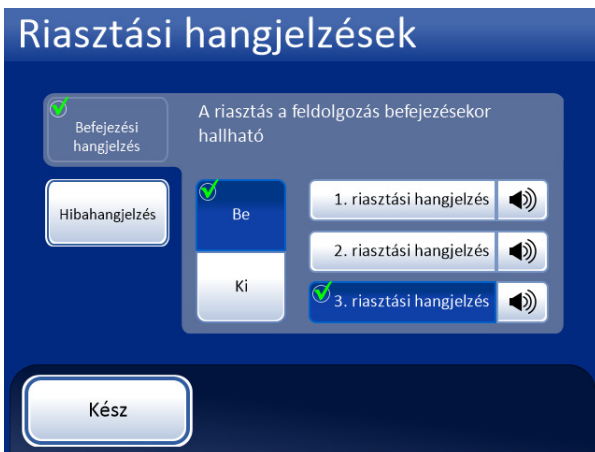 Riasztási hangjelzések
Befejezési
hangjelzés
A riasztás a feldolgozás befejezésekor
hallható
Hibahangjelzés
Be
Ki
1. riasztási hangjelzés
2. riasztási hangjelzés
3. riasztási hangjelzés
Kész